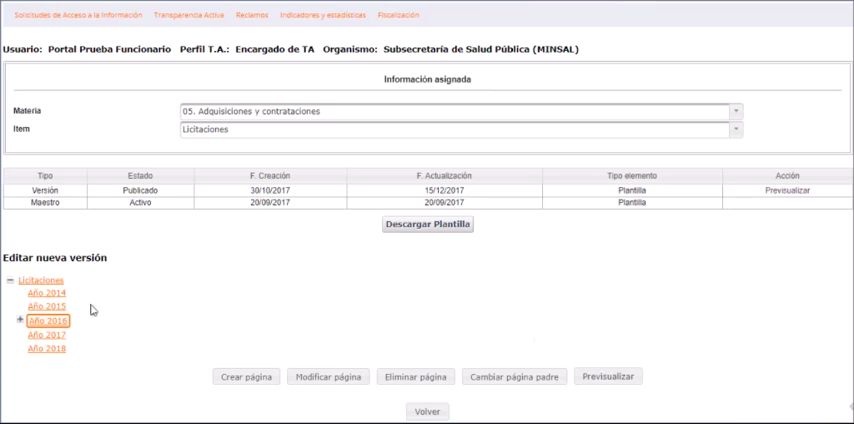 Solicitudes de Acceso a la Información Transparencia Activa Reclamos Indicadores y estadísticas Fiscalización
Usuario: Portal Prueba Funcionario Perfil T.A.: Encargado de TA Organismo: Subsecretaría de Salud Pública (MINSAL)
Información asignada
Materia 05. Adquisiciones y contrataciones
Item Licitaciones
Tipo Estado F. Creación F. Actualización Tipo elemento Acción
Versión Publicado 30/10/2017 15/12/2017 Plantilla Previsualizar
Maestro Activo 20/09/2017 20/09/2017 Plantilla
Descargar Plantilla
Editar nueva versión
Licitaciones
Año 2014
Año 2015
Año 2016
Año 2017
Año 2018
Crear página Modificar página Eliminar página Cambiar página padre Previsualizar
Volver